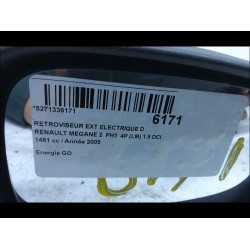 *5271336171
6171
RETROVISEUR EXT ELECTRIQUE D
RENAULT MEGANE 2 PH1 4P (LM) 1.5 DCI
1461 cc / Année 2005
Energie GO